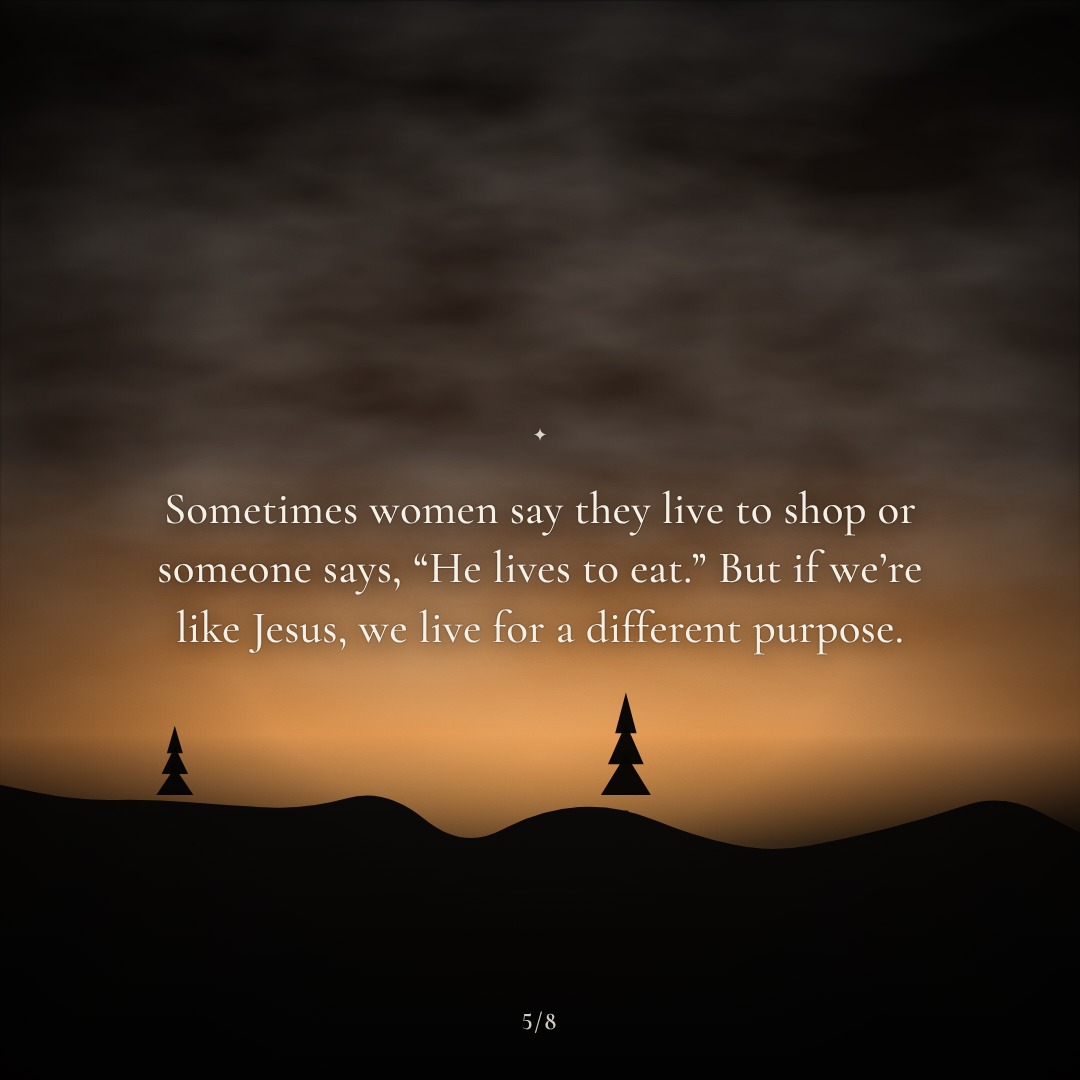 Sometimes women say they live to shop or
someone says, “He lives to eat.” But if we’re
like Jesus, we live for a different purpose.
5/8